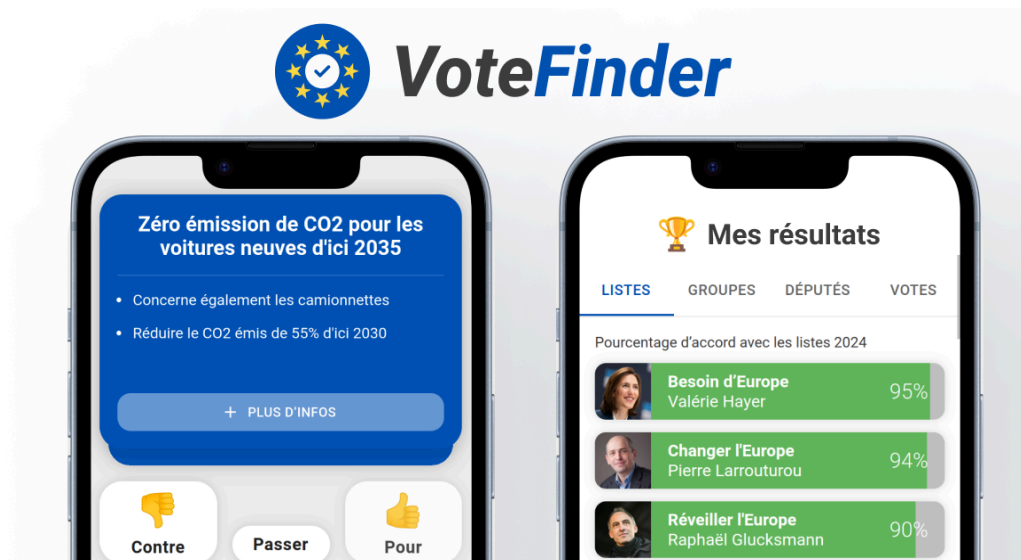 VoteFinder
Zéro émission de CO2 pour les
voitures neuves d'ici 2035
• Concerne également les camionnettes
• Réduire le CO2 émis de 55% d'ici 2030
+ PLUS D'INFOS
Contre
Passer
Pour
Mes résultats
LISTES GROUPES DÉPUTÉS VOTES
Pourcentage d’accord avec les listes 2024
Besoin d’Europe
Valérie Hayer
95%
Changer l'Europe
Pierre Larrouturou
94%
Réveiller l'Europe
Raphaël Glucksmann
90%